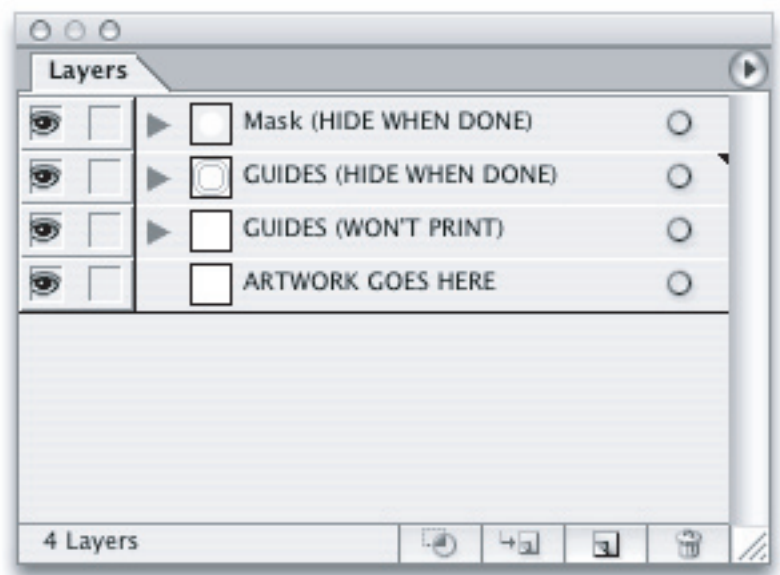 Layers
Mask (HIDE WHEN DONE)
GUIDES (HIDE WHEN DONE)
GUIDES (WON'T PRINT)
ARTWORK GOES HERE
4 Layers